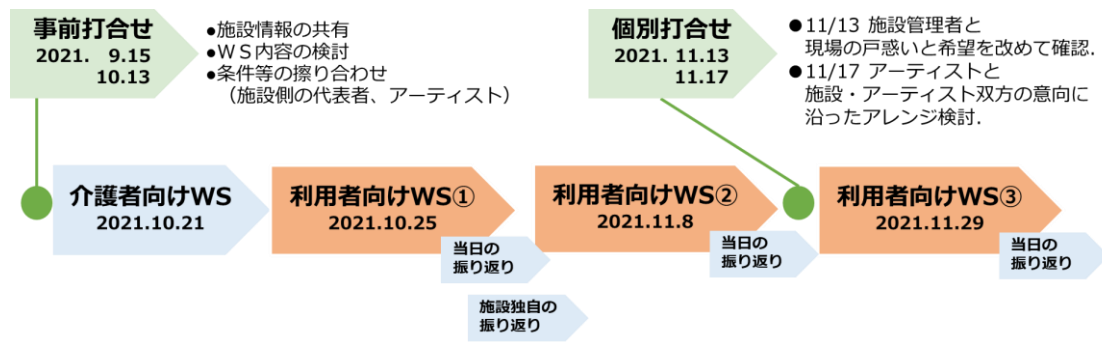 事前打合せ
2021. 9.15
10.13
●施設情報の共有
●ＷＳ内容の検討
●条件等の擦り合わせ
（施設側の代表者、アーティスト）
個別打合せ
2021. 11.13
11.17
●11/13 施設管理者と
現場の戸惑いと希望を改めて確認.
●11/17 アーティストと
施設・アーティスト双方の意向に
沿ったアレンジ検討.
介護者向けWS
2021.10.21
利用者向けWS①
2021.10.25
当日の
振り返り
施設独自の
振り返り
利用者向けWS②
2021.11.8
当日の
振り返り
利用者向けWS③
2021.11.29
当日の
振り返り